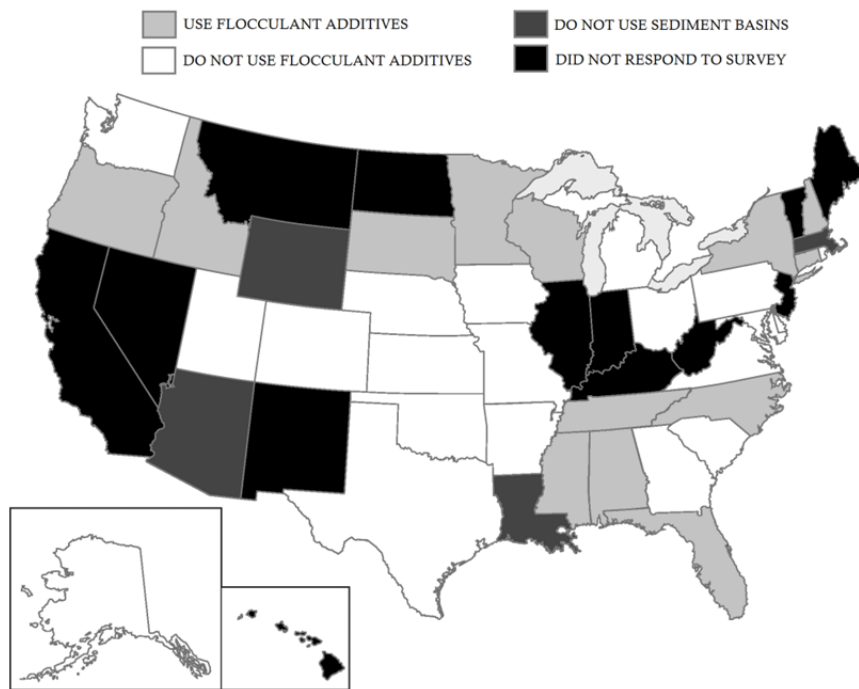 USE FLOCCULANT ADDITIVES
DO NOT USE SEDIMENT BASINS
DO NOT USE FLOCCULANT ADDITIVES
DID NOT RESPOND TO SURVEY